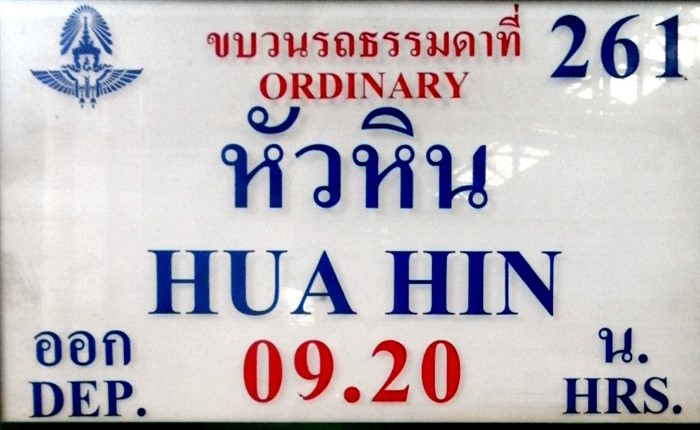 ขบวนรถธรรมดาที่ 261
ORDINARY
หัวหิน
HUA HIN
ออก 09.20 น.
DEP. HRS.